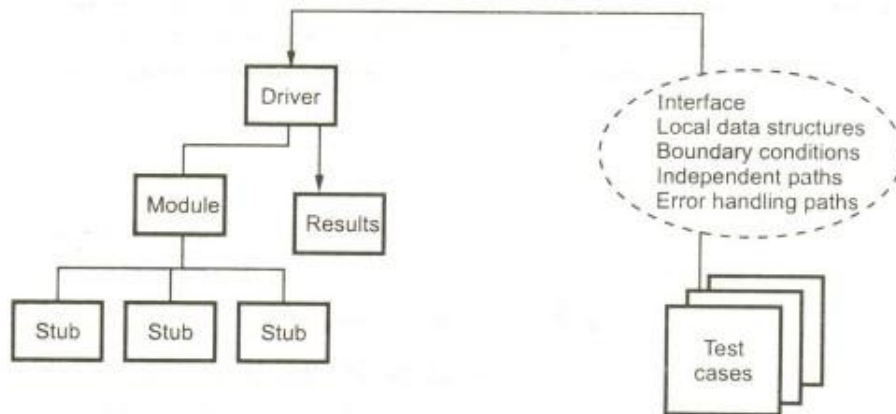 Driver
Interface
Local data structures
Boundary conditions
Independent paths
Error handling paths
Module
Results
Stub
Stub
Stub
Test
cases